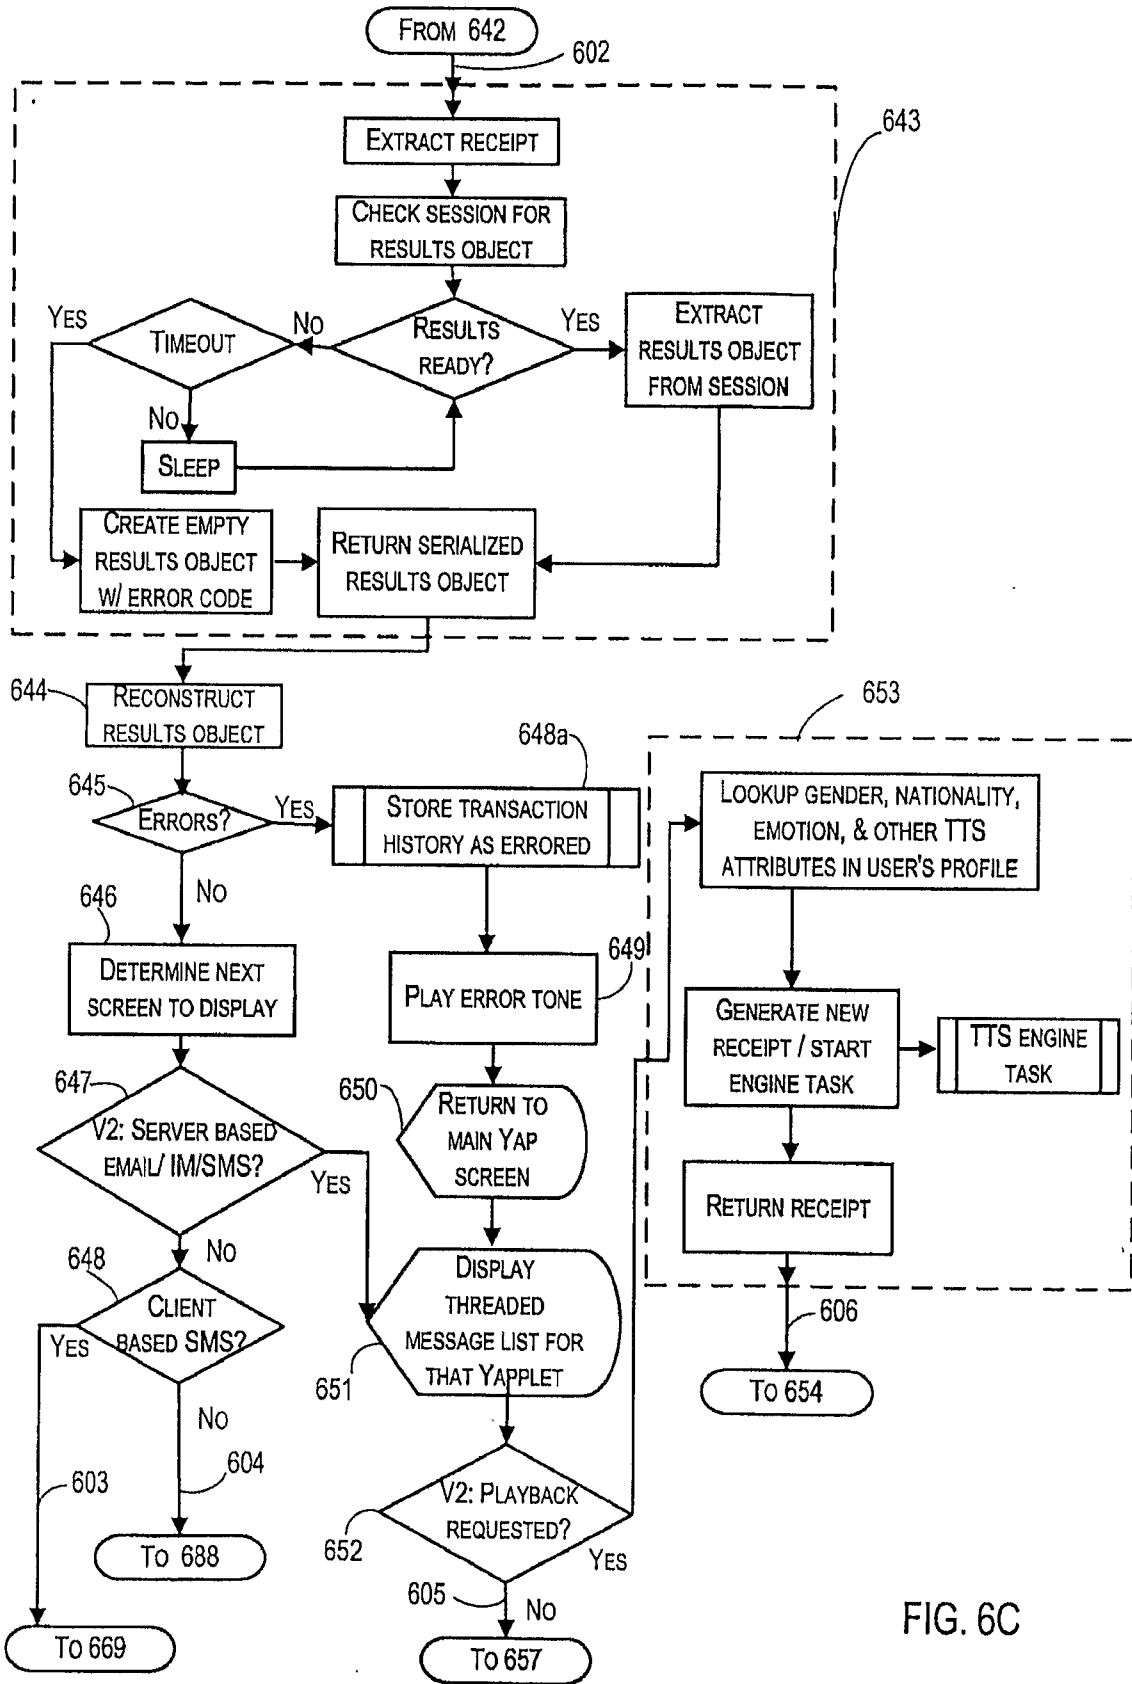 FROM 642
602
643
EXTRACT RECEIPT
CHECK SESSION FOR
RESULTS OBJECT
YES
TIMEOUT
NO
RESULTS
READY?
YES
EXTRACT
RESULTS OBJECT
FROM SESSION
NO
SLEEP
CREATE EMPTY
RESULTS OBJECT
W/ ERROR CODE
RETURN SERIALIZED
RESULTS OBJECT
644
RECONSTRUCT
RESULTS OBJECT
645
ERRORS?
YES
NO
648a
STORE TRANSACTION
HISTORY AS ERRORED
653
LOOKUP GENDER, NATIONALITY,
EMOTION, & OTHER TTS
ATTRIBUTES IN USER'S PROFILE
646
DETERMINE NEXT
SCREEN TO DISPLAY
649
PLAY ERROR TONE
GENERATE NEW
RECEIPT / START
ENGINE TASK
TTS ENGINE
TASK
647
V2: SERVER BASED
EMAIL/ IM/SMS?
YES
NO
650
RETURN TO
MAIN YAP
SCREEN
RETURN RECEIPT
648
CLIENT
BASED SMS?
YES
NO
651
DISPLAY
THREADED
MESSAGE LIST FOR
THAT YAPPLET
606
TO 654
603
604
TO 688
TO 669
652
V2: PLAYBACK
REQUESTED?
YES
605
NO
TO 657
FIG. 6C